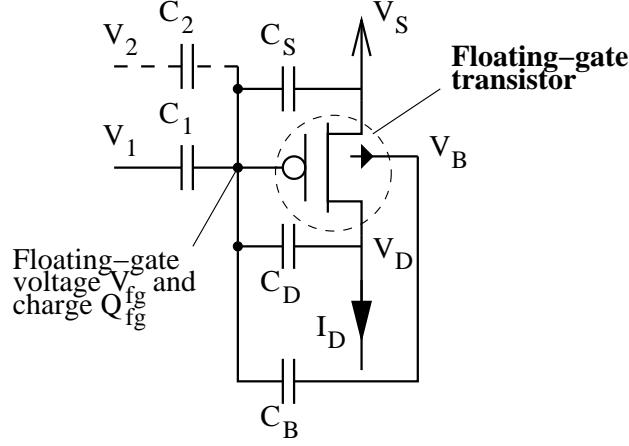 C2
V2
CS
VS
Floating−gate
transistor
C1
V1
VB
Floating−gate
voltage Vfg and
charge Qfg
VD
CD
ID
CB